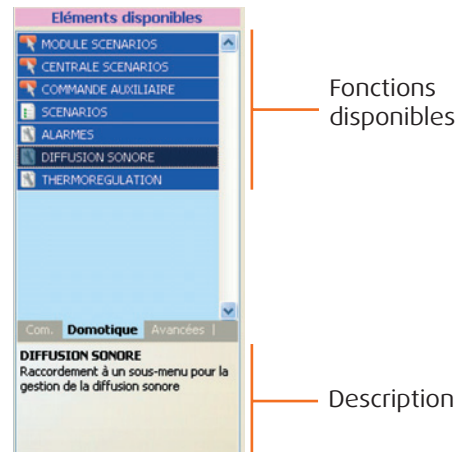 Eléments disponibles
MODULE SCENARIOS
CENTRALE SCENARIOS
COMMANDE AUXILIAIRE
SCENARIOS
ALARMES
DIFFUSION SONORE
THERMOREGULATION
Fonctions
disponibles
Com. Domotique Avancées |
DIFFUSION SONORE
Raccordement à un sous-menu pour la
gestion de la diffusion sonore
Description